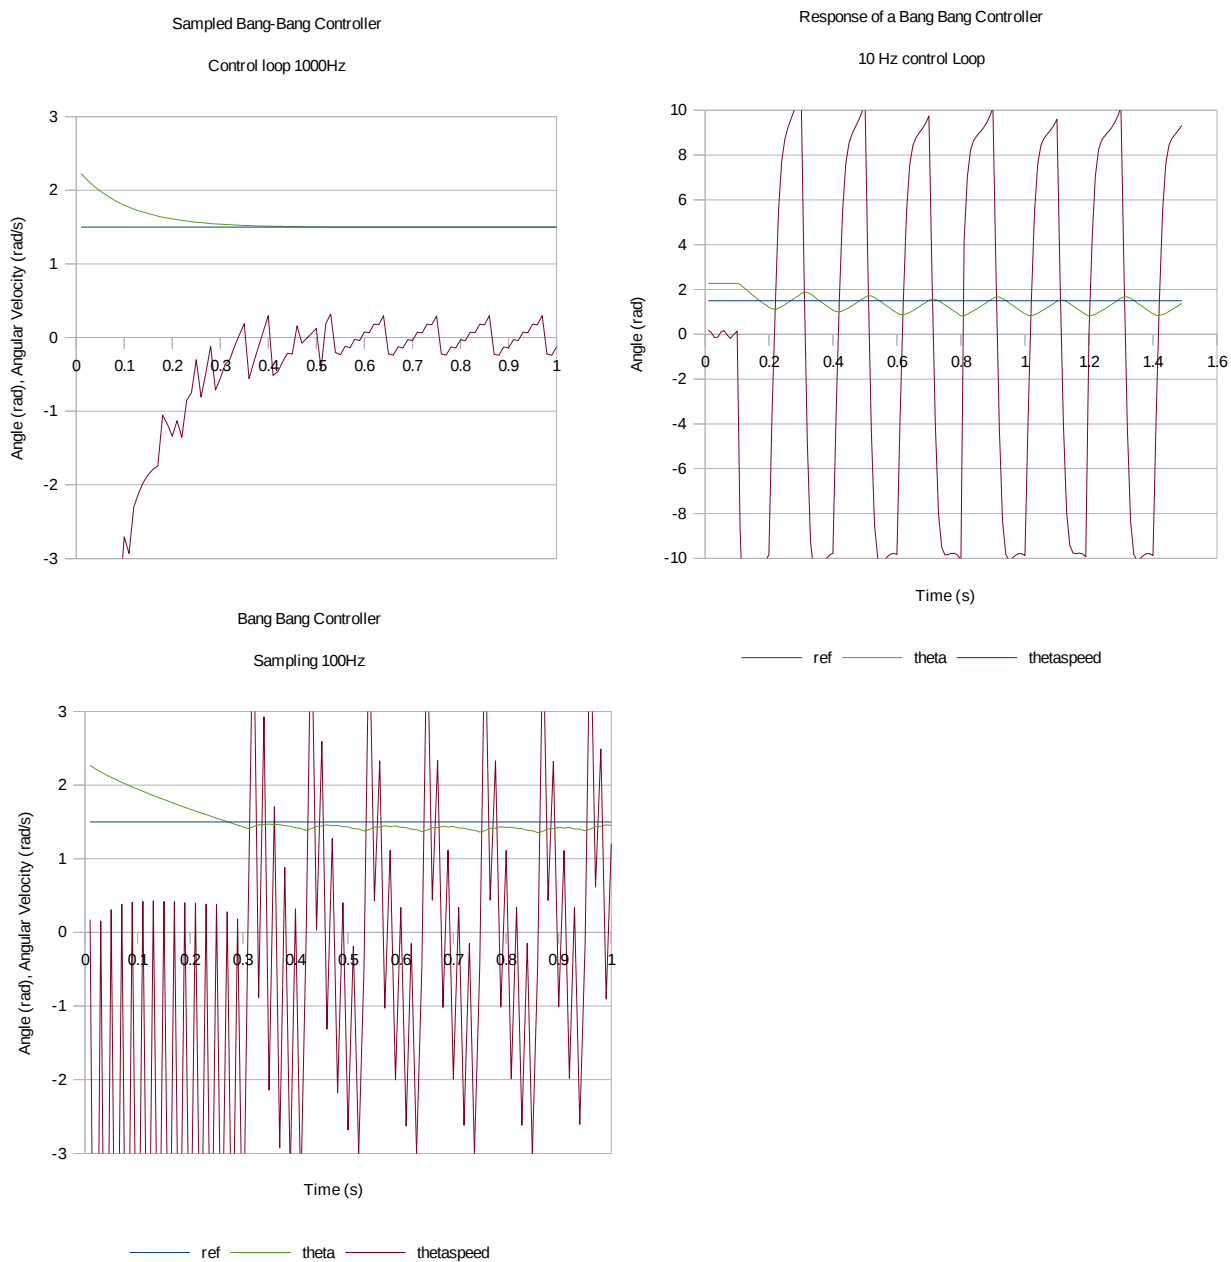 Sampled Bang-Bang Controller
Control loop 1000Hz
3
2
1
0
-1
-2
-3
0 0.1 0.2 0.3 0.4 0.5 0.6 0.7 0.8 0.9 1
Angle (rad), Angular Velocity (rad/s)
Response of a Bang Bang Controller
10 Hz control Loop
10
8
6
4
2
0
-2
-4
-6
-8
-10
0 0.2 0.4 0.6 0.8 1 1.2 1.4 1.6
Angle (rad)
Time (s)
ref theta thetaspeed
Bang Bang Controller
Sampling 100Hz
3
2
1
0
-1
-2
-3
0 0.1 0.2 0.3 0.4 0.5 0.6 0.7 0.8 0.9 1
Angle (rad), Angular Velocity (rad/s)
Time (s)
ref theta thetaspeed